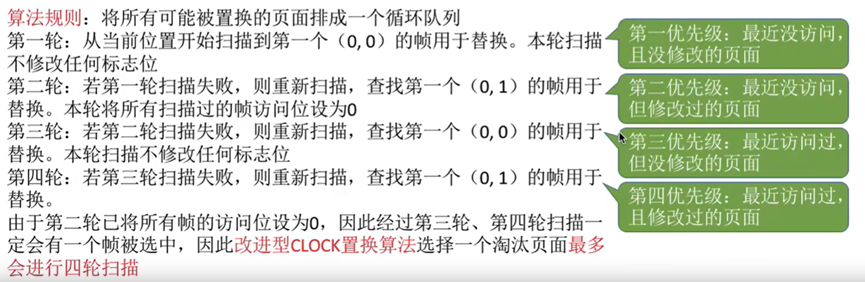 算法规则：将所有可能被置换的页面排成一个循环队列
第一轮：从当前位置开始扫描到第一个（0, 0）的帧用于替换。本轮扫描
不修改任何标志位
第二轮：若第一轮扫描失败，则重新扫描，查找第一个（0, 1）的帧用于
替换。本轮将所有扫描过的帧访问位设为0
第三轮：若第二轮扫描失败，则重新扫描，查找第一个（0, 0）的帧用于
替换。本轮扫描不修改任何标志位
第四轮：若第三轮扫描失败，则重新扫描，查找第一个（0, 1）的帧用于
替换。
由于第二轮已将所有帧的访问位设为0，因此经过第三轮、第四轮扫描一
定会有一个帧被选中，因此改进型CLOCK置换算法选择一个淘汰页面最多
会进行四轮扫描
第一优先级：最近没访问，
且没修改的页面
第二优先级：最近没访问，
但修改过的页面
第三优先级：最近访问过，
但没修改的页面
第四优先级：最近访问过，
且修改过的页面